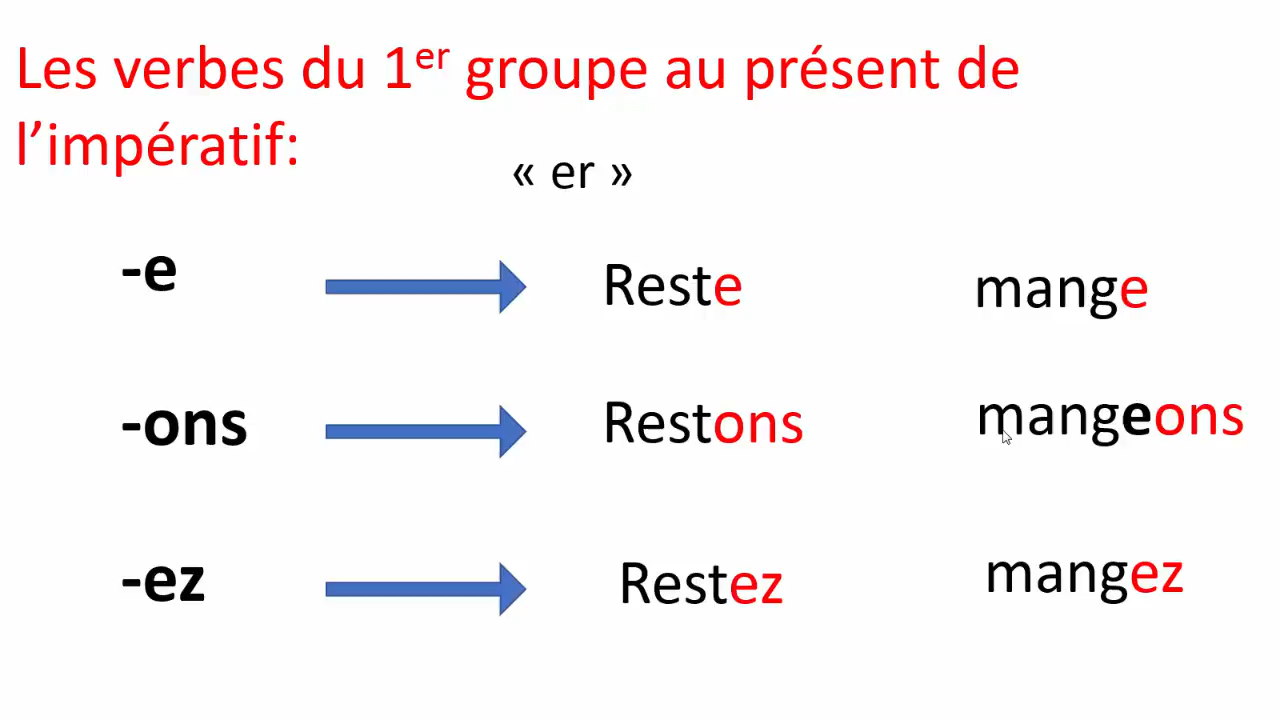 Les verbes du 1er groupe au présent de
l’impératif:
« er »
-e Reste mange
-ons Restons mangeons
-ez Restez mangez